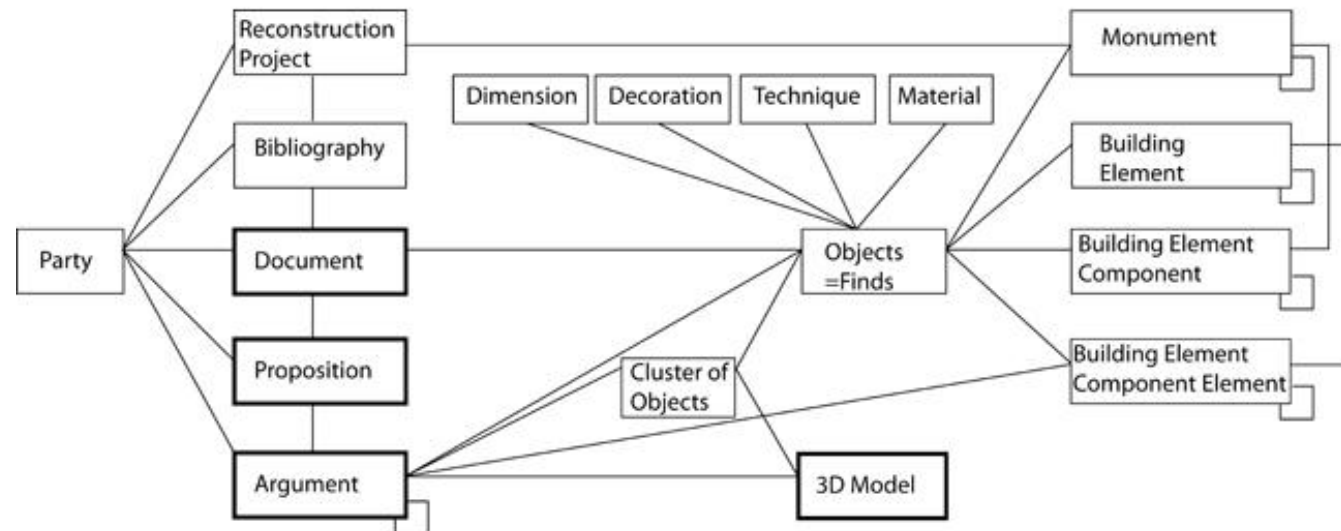 Reconstruction
Project
Monument
Dimension
Decoration
Technique
Material
Bibliography
Building
Element
Party
Document
Objects
=Finds
Building Element
Component
Proposition
Cluster of
Objects
Building Element
Component Element
Argument
3D Model